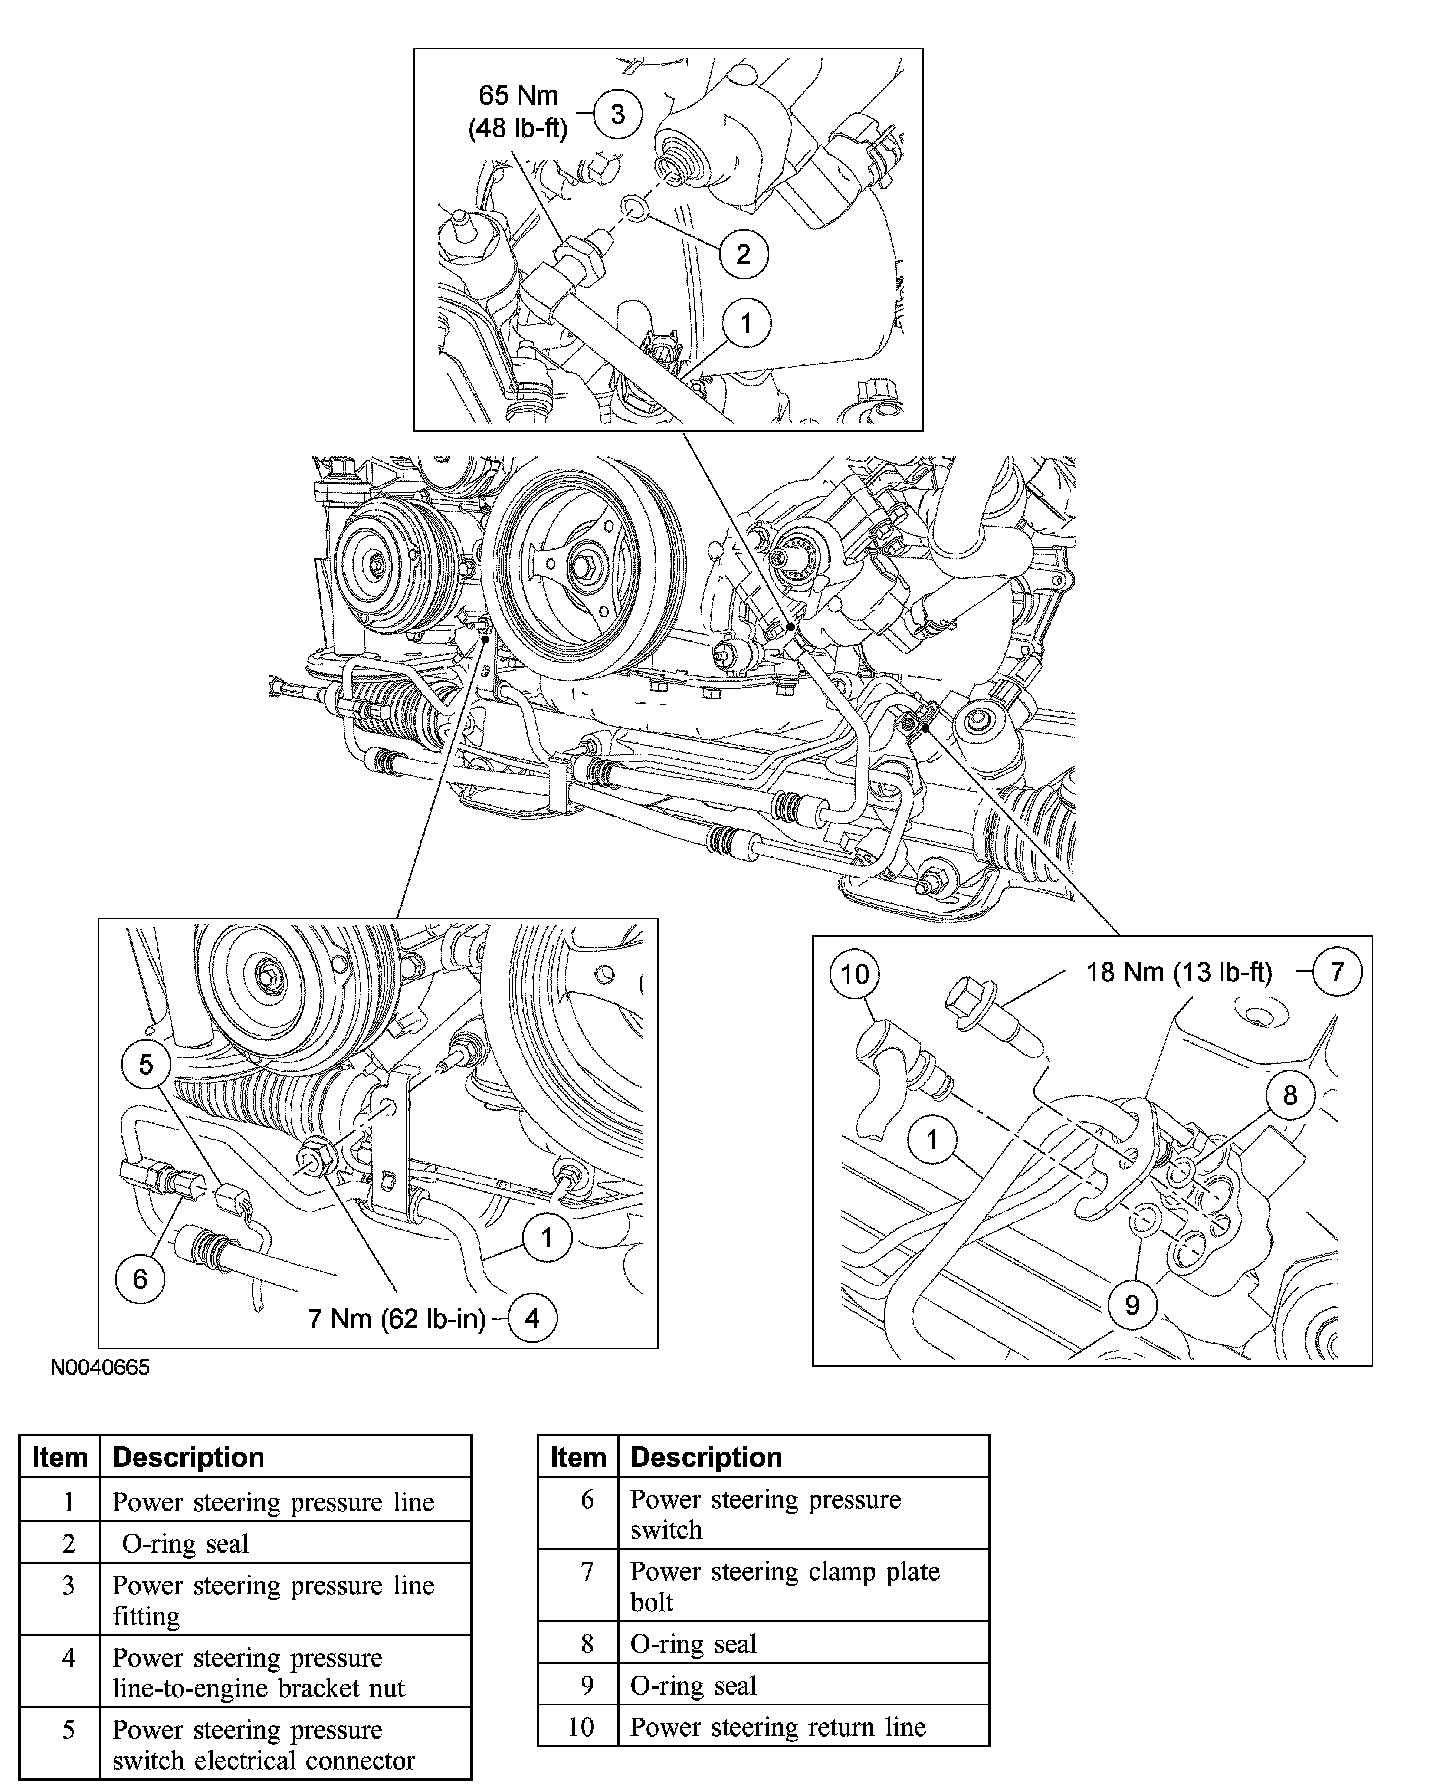 65 Nm
(48 lb-ft)
3
2
1
10
18 Nm (13 lb-ft)
7
5
8
1
1
6
9
7 Nm (62 lb-in)
4
N0040665
Item Description
1 Power steering pressure line
2 O-ring seal
3 Power steering pressure line
fitting
4 Power steering pressure
line-to-engine bracket nut
5 Power steering pressure
switch electrical connector
Item Description
6 Power steering pressure
switch
7 Power steering clamp plate
bolt
8 O-ring seal
9 O-ring seal
10 Power steering return line